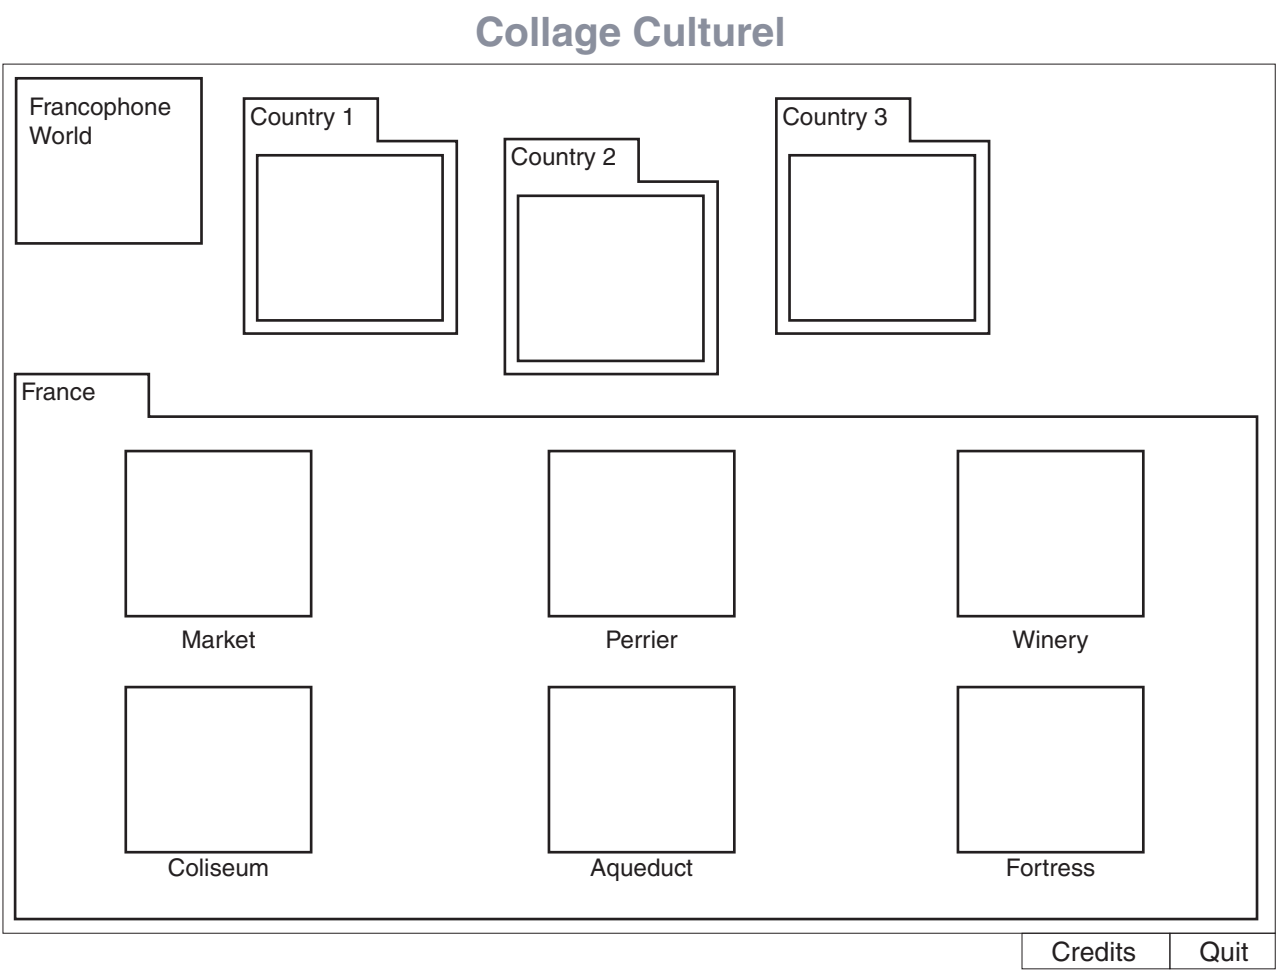 Collage Culturel
Francophone
World
Country 1
Country 2
Country 3
France
Market
Perrier
Winery
Coliseum
Aqueduct
Fortress
Credits
Quit